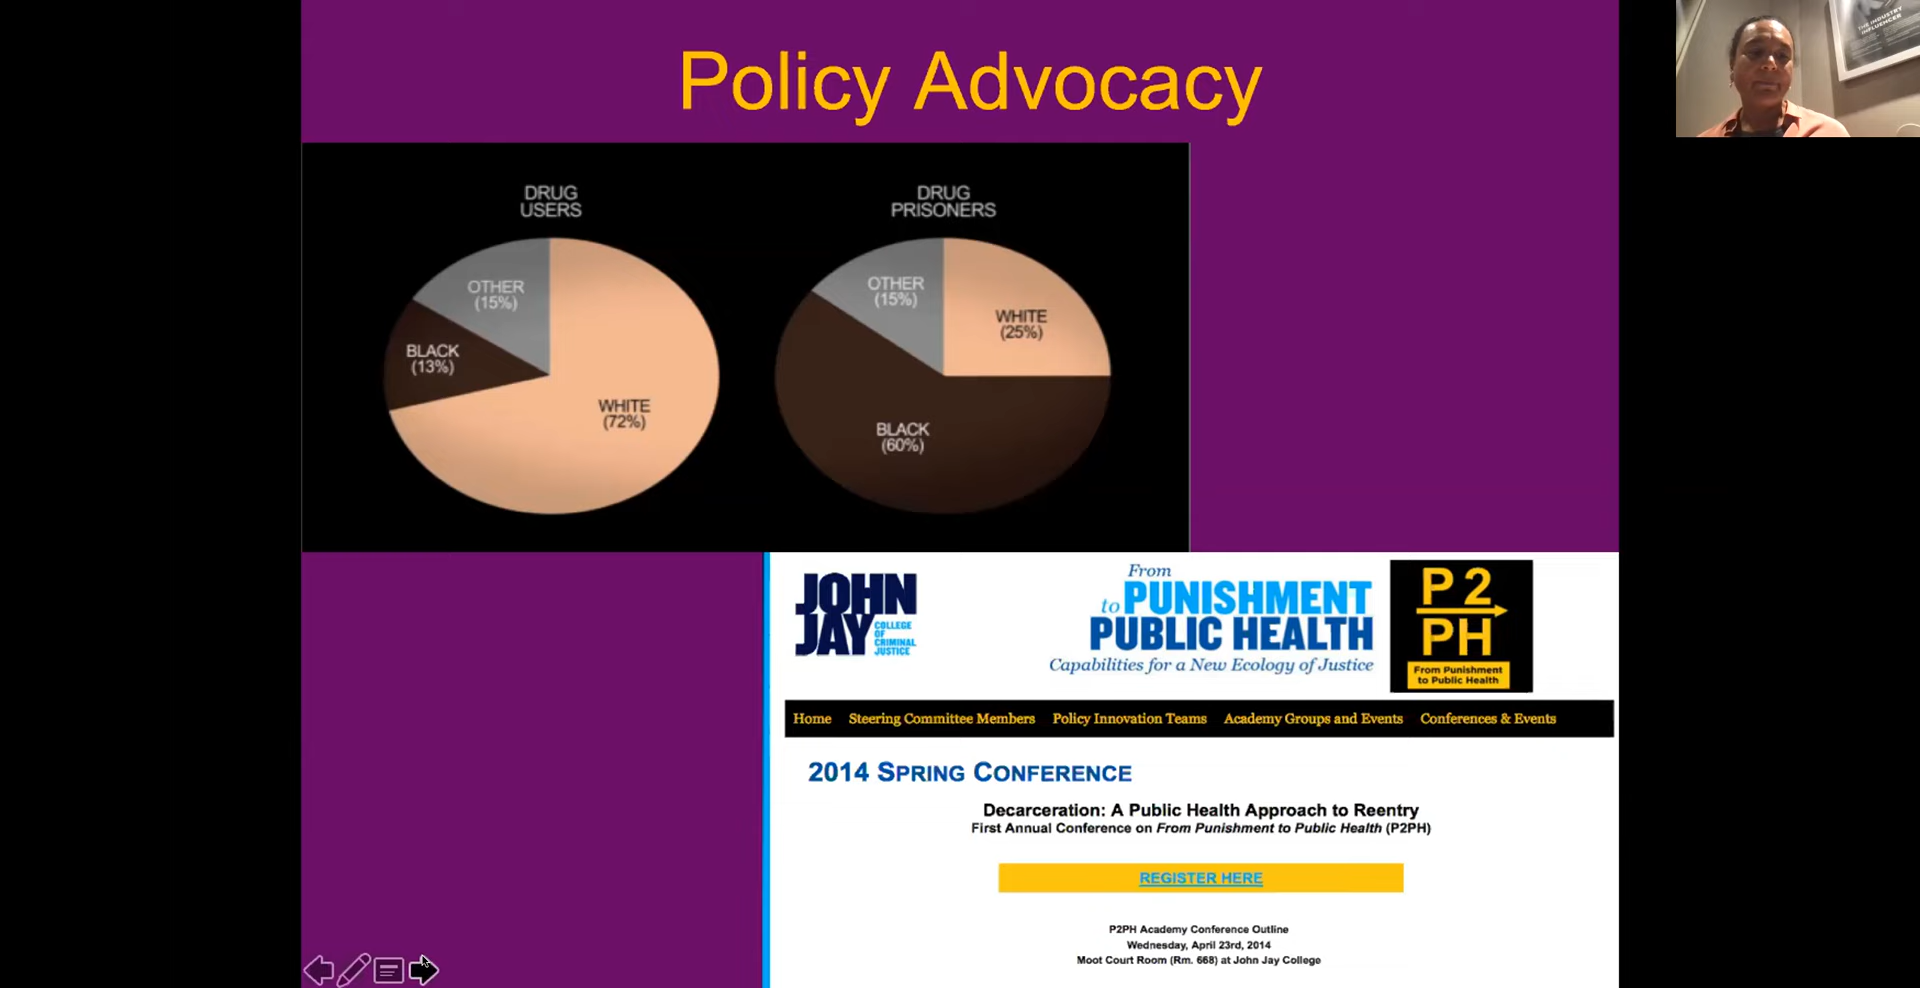 Policy Advocacy
THE INDUSTRY
INFLUENCER
DRUG
USERS
OTHER
(15%)
BLACK
(13%)
WHITE
(72%)
DRUG
PRISONERS
OTHER
(15%)
WHITE
(25%)
BLACK
(60%)
JOHN
JAY
COLLEGE
OF
CRIMINAL
JUSTICE
From
to PUNISHMENT
PUBLIC HEALTH
Capabilities for a New Ecology of Justice
P 2
PH
From Punishment
to Public Health
Home Steering Committee Members Policy Innovation Teams Academy Groups and Events Conferences & Events
2014 SPRING CONFERENCE
Decarceration: A Public Health Approach to Reentry
First Annual Conference on From Punishment to Public Health (P2PH)
REGISTER HERE
P2PH Academy Conference Outline
Wednesday, April 23rd, 2014
Moot Court Room (Rm. 668) at John Jay College